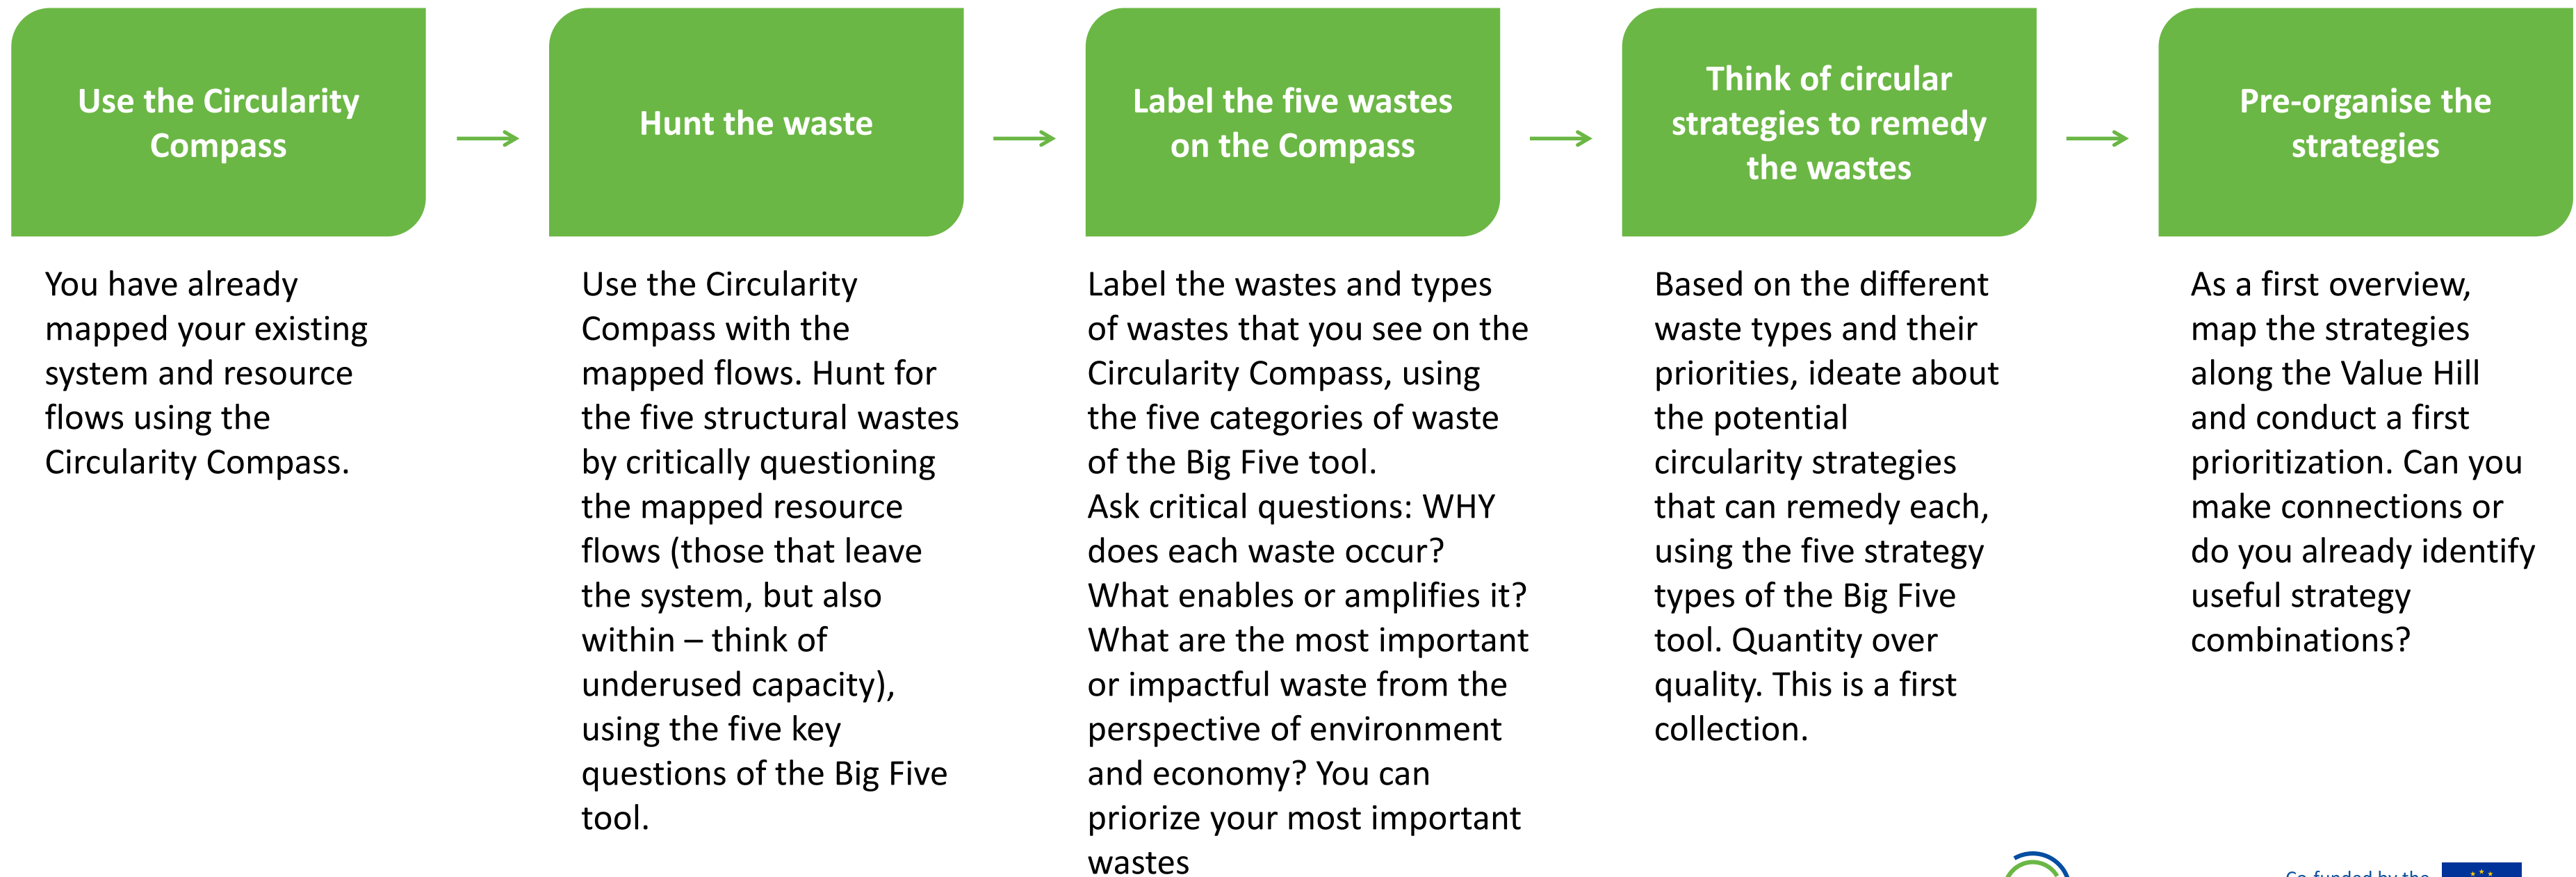 Use the Circularity
Compass
Hunt the waste
Label the five wastes
on the Compass
Think of circular
strategies to remedy
the wastes
Pre-organise the
strategies
You have already
mapped your existing
system and resource
flows using the
Circularity Compass.
Use the Circularity
Compass with the
mapped flows. Hunt for
the five structural wastes
by critically questioning
the mapped resource
flows (those that leave
the system, but also
within – think of
underused capacity),
using the five key
questions of the Big Five
tool.
Label the wastes and types
of wastes that you see on the
Circularity Compass, using
the five categories of waste
of the Big Five tool.
Ask critical questions: WHY
does each waste occur?
What enables or amplifies it?
What are the most important
or impactful waste from the
perspective of environment
and economy? You can
priorize your most important
wastes
Based on the different
waste types and their
priorities, ideate about
the potential
circularity strategies
that can remedy each,
using the five strategy
types of the Big Five
tool. Quantity over
quality. This is a first
collection.
As a first overview,
map the strategies
along the Value Hill
and conduct a first
prioritization. Can you
make connections or
do you already identify
useful strategy
combinations?
Co-funded by the